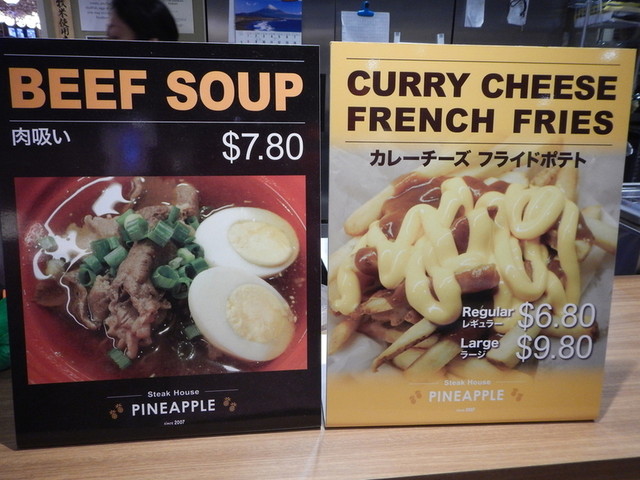 BEEF SOUP
肉吸い
$7.80
Steak House
PINEAPPLE
SINCE 2007
CURRY CHEESE
FRENCH FRIES
カレーチーズ フライドポテト
Regular $6.80
レギュラー
Large $9.80
ラージ
Steak House
PINEAPPLE
SINCE 2007